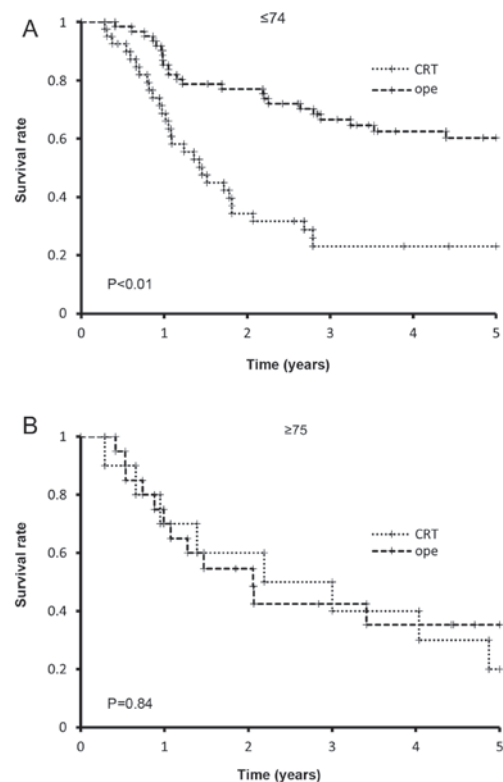 A
≤74
CRT
ope
1
0.8
0.6
0.4
0.2
0
Survival rate
P<0.01
0 1 2 3 4 5
Time (years)
B
≥75
CRT
ope
1
0.8
0.6
0.4
0.2
0
Survival rate
P=0.84
0 1 2 3 4 5
Time (years)